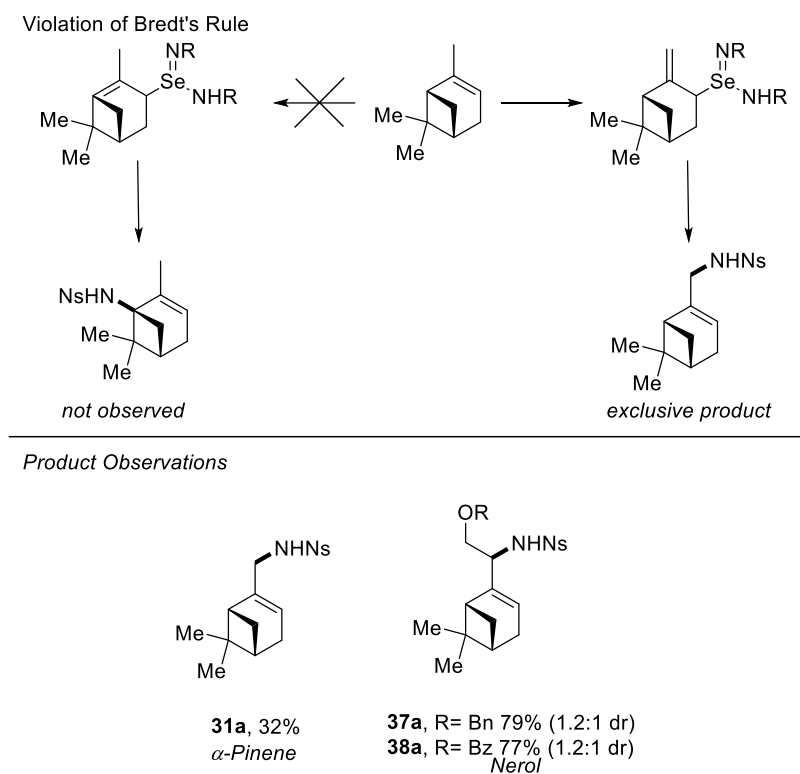 Violation of Bredt's Rule
NR
Se
NHR
Me
Me
Me
Me
NR
Se
NHR
Me
Me
NsHN
Me
Me
not observed
NHNs
Me
Me
exclusive product
Product Observations
NHNs
Me
Me
31a, 32%
α-Pinene
OR
NHNs
Me
Me
37a, R= Bn 79% (1.2:1 dr)
38a, R= Bz 77% (1.2:1 dr)
Nerol